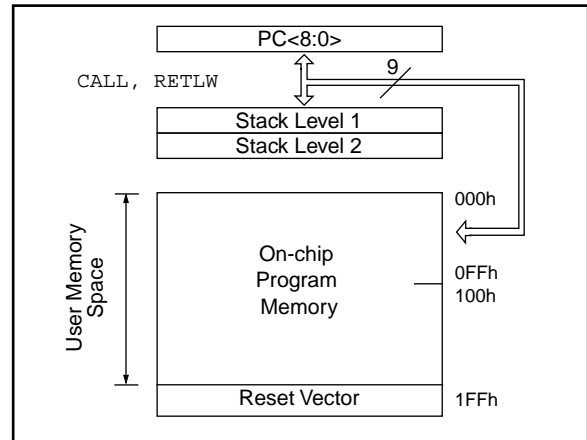 PC<8:0>
9
CALL, RETLW
Stack Level 1
Stack Level 2
000h
User Memory
Space
On-chip
Program
Memory
0FFh
100h
Reset Vector
1FFh